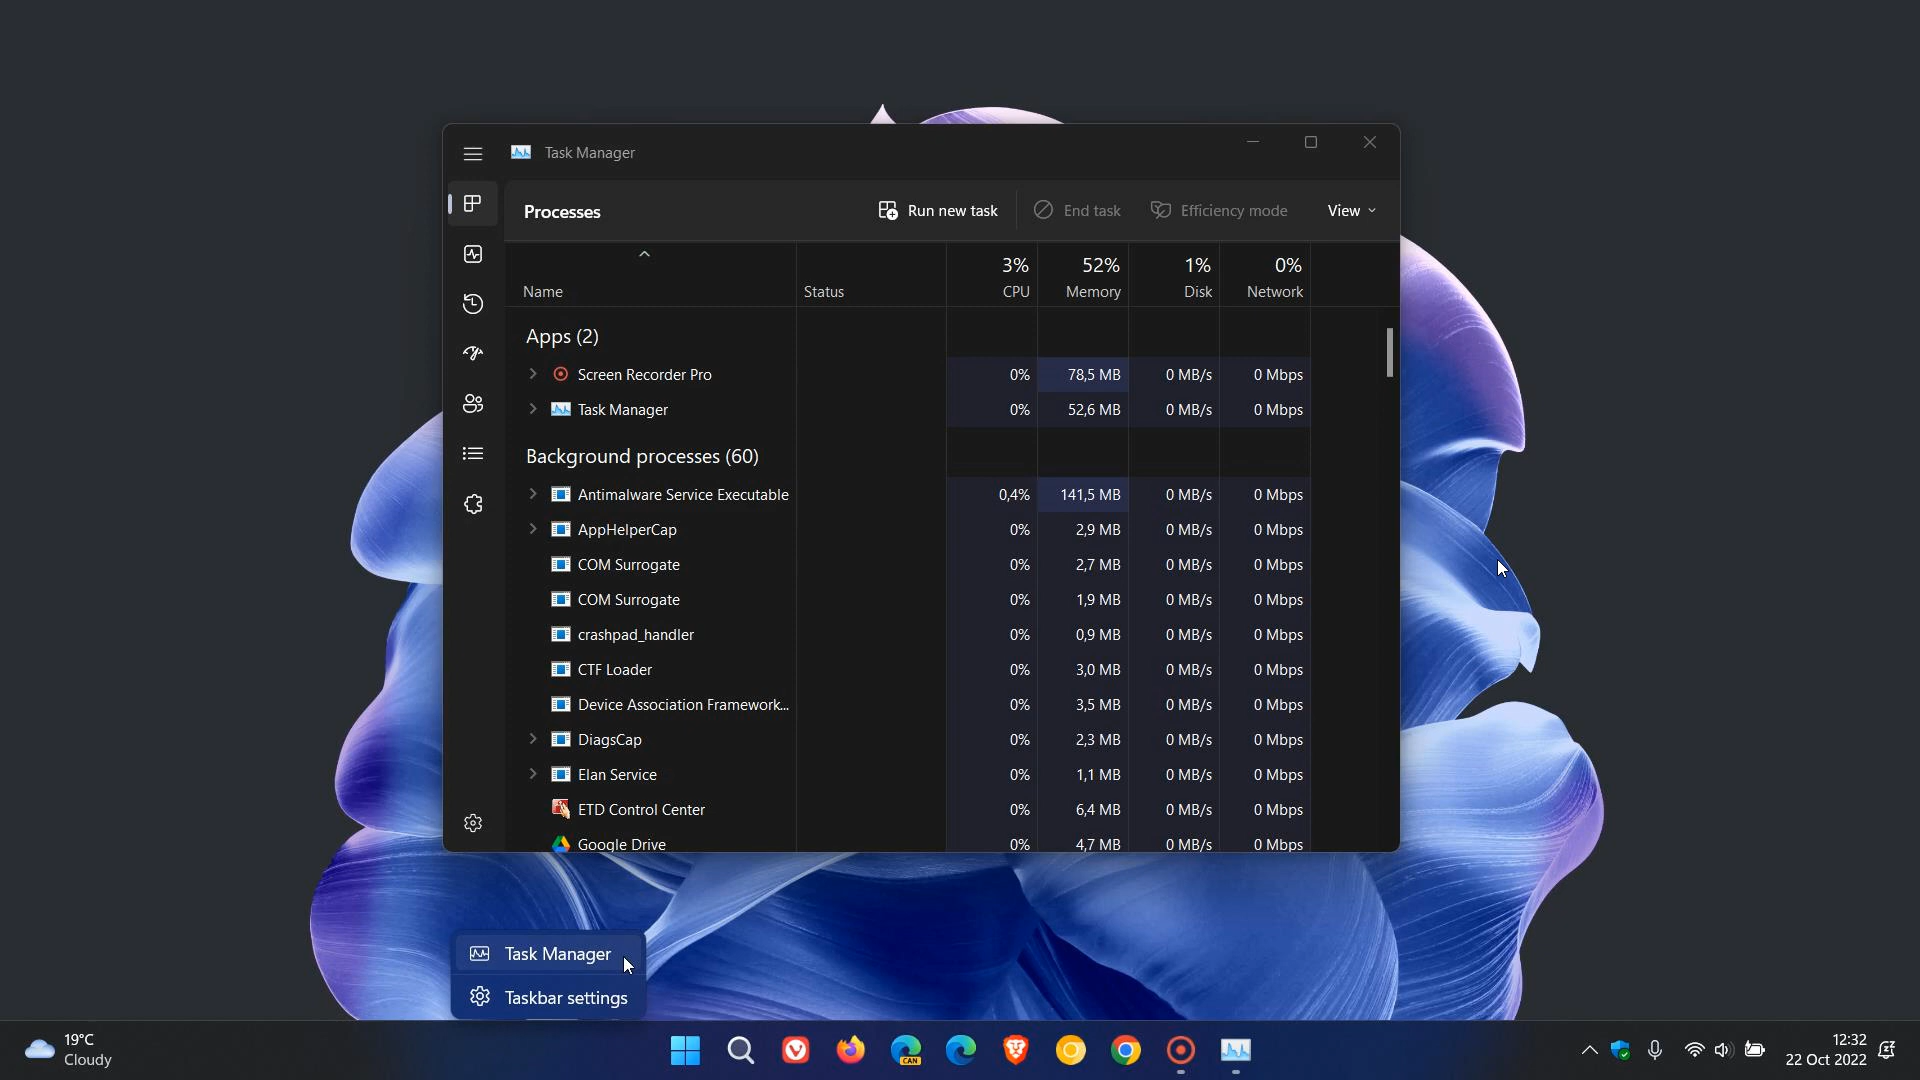 Task Manager
Processes
Run new task
End task
Efficiency mode
View
3% 52% 1% 0%
Name Status CPU Memory Disk Network
Apps (2)
Screen Recorder Pro 0% 78,5 MB 0 MB/s 0 Mbps
Task Manager 0% 52,6 MB 0 MB/s 0 Mbps
Background processes (60)
Antimalware Service Executable 0,4% 141,5 MB 0 MB/s 0 Mbps
AppHelperCap 0% 2,9 MB 0 MB/s 0 Mbps
COM Surrogate 0% 2,7 MB 0 MB/s 0 Mbps
COM Surrogate 0% 1,9 MB 0 MB/s 0 Mbps
crashpad_handler 0% 0,9 MB 0 MB/s 0 Mbps
CTF Loader 0% 3,0 MB 0 MB/s 0 Mbps
Device Association Framework... 0% 3,5 MB 0 MB/s 0 Mbps
DiagsCap 0% 2,3 MB 0 MB/s 0 Mbps
Elan Service 0% 1,1 MB 0 MB/s 0 Mbps
ETD Control Center 0% 6,4 MB 0 MB/s 0 Mbps
Google Drive 0% 4,7 MB 0 MB/s 0 Mbps
Task Manager
Taskbar settings
19°C
Cloudy
CAN
12:32
22 Oct 2022